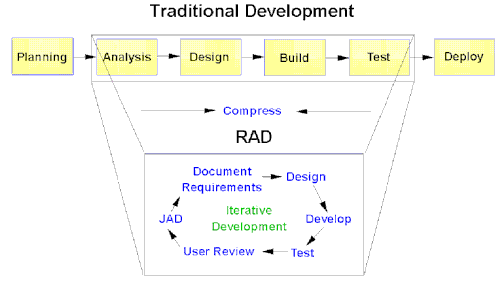 Traditional Development
Planning
Analysis
Design
Build
Test
Deploy
Compress
RAD
Document
Requirements
Design
JAD
Iterative
Development
Develop
User Review
Test